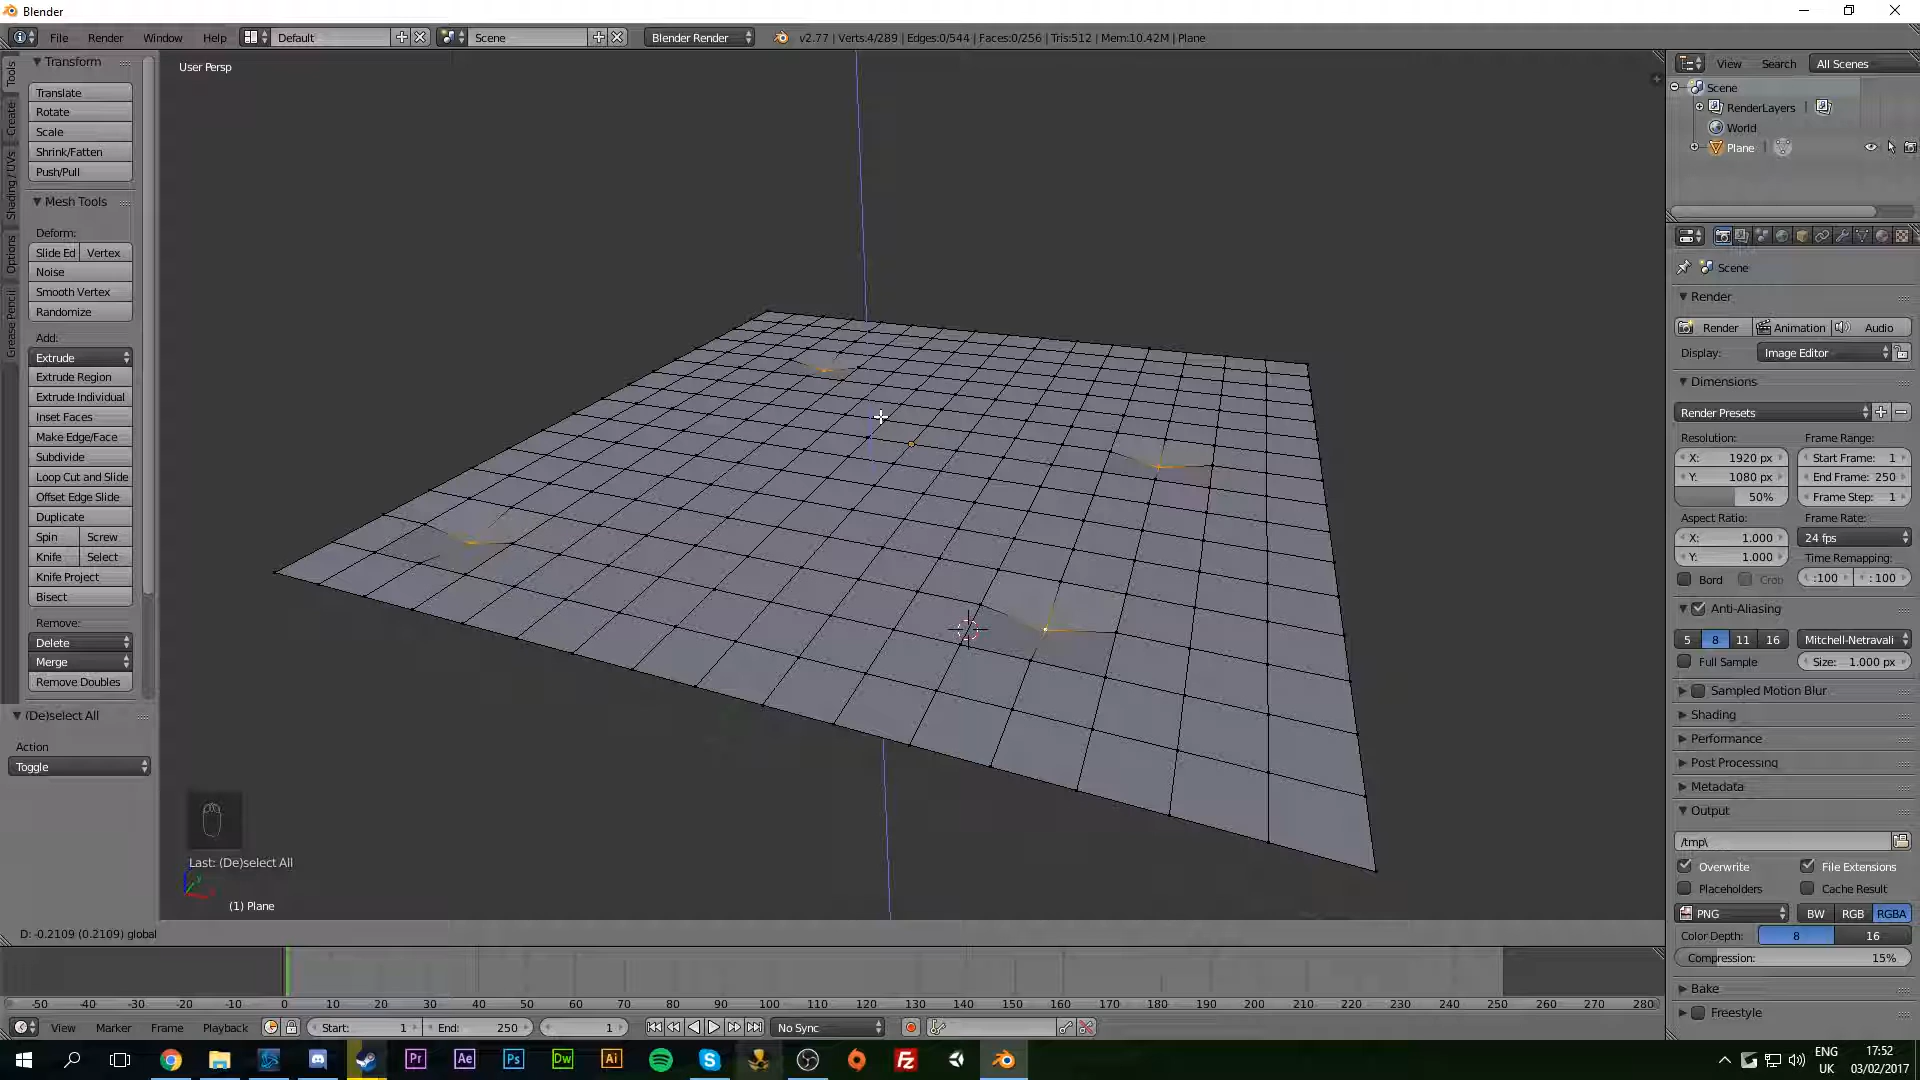 Blender
File Render Window Help Default Scene Blender Render v2.77 | Verts:4/289 | Edges:0/544 | Faces:0/256 | Tris:512 | Mem:10.42M | Plane
User Persp
Tools
Create
Shading / UVs
Options
Grease Pencil
Transform
Translate
Rotate
Scale
Shrink/Fatten
Push/Pull
Mesh Tools
Deform:
Slide Ed Vertex
Noise
Smooth Vertex
Randomize
Add:
Extrude
Extrude Region
Extrude Individual
Inset Faces
Make Edge/Face
Subdivide
Loop Cut and Slide
Offset Edge Slide
Duplicate
Spin Screw
Knife Select
Knife Project
Bisect
Remove:
Delete
Merge
Remove Doubles
(De)select All
Action
Toggle
Last: (De)select All
(1) Plane
D: -0.2109 (0.2109) global
View Search All Scenes
Scene
RenderLayers
World
Plane
Scene
Render
Render Animation Audio
Display: Image Editor
Dimensions
Render Presets
Resolution: Frame Range:
X: 1920 px Start Frame: 1
Y: 1080 px End Frame: 250
50% Frame Step: 1
Aspect Ratio: Frame Rate:
X: 1.000 24 fps
Y: 1.000 Time Remapping:
Bord Crop :100 : 100
Anti-Aliasing
5 8 11 16 Mitchell-Netravali
Full Sample Size: 1.000 px
Sampled Motion Blur
Shading
Performance
Post Processing
Metadata
Output
/tmp\
Overwrite File Extensions
Placeholders Cache Result
PNG BW RGB RGBA
Color Depth: 8 16
Compression: 15%
Bake
Freestyle
-50 -40 -30 -20 -10 0 10 20 30 40 50 60 70 80 90 100 110 120 130 140 150 160 170 180 190 200 210 220 230 240 250 260 270 280
View Marker Frame Playback Start: 1 End: 250 1 No Sync
Pr Ae Ps Dw Ai
ENG 17:52
UK 03/02/2017